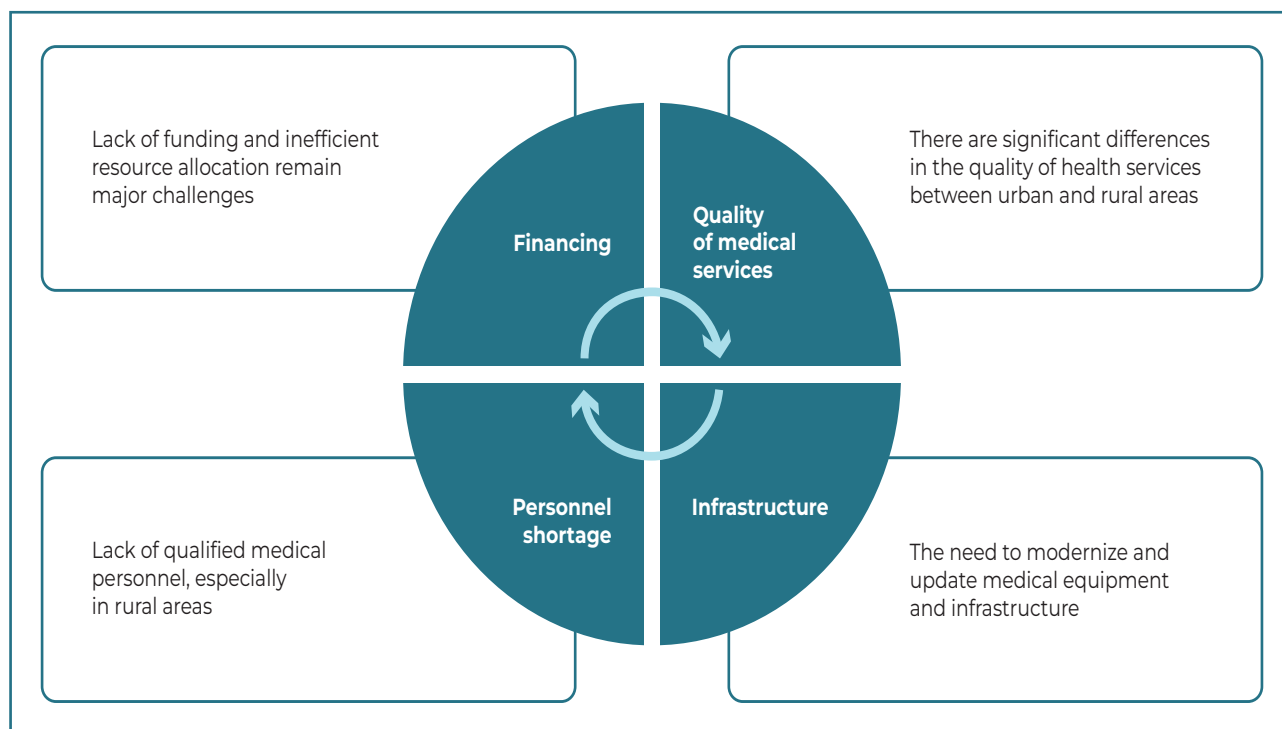 Lack of funding and inefficient
resource allocation remain
major challenges
Financing
Quality
of medical
services
There are significant differences
in the quality of health services
between urban and rural areas
Lack of qualified medical
personnel, especially
in rural areas
Personnel
shortage
Infrastructure
The need to modernize and
update medical equipment
and infrastructure